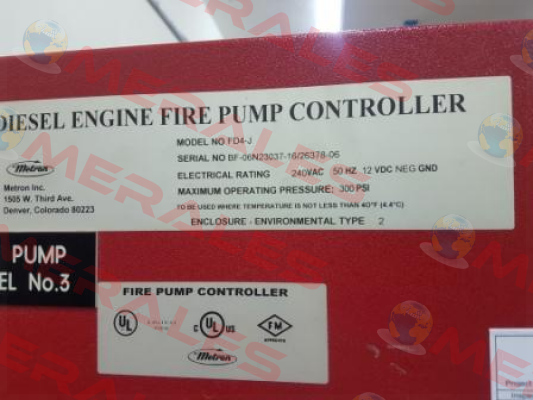 DIESEL ENGINE FIRE PUMP CONTROLLER
MODEL NO FD4-J
SERIAL NO BF-06N23037-16/26378-06
ELECTRICAL RATING 240VAC 50 HZ 12 VDC NEG GND
MAXIMUM OPERATING PRESSURE: 300 PSI
TO BE USED WHERE TEMPERATURE IS NOT LESS THAN 40°F (4.4°C)
ENCLOSURE - ENVIRONMENTAL TYPE 2
Metron
Metron Inc.
1505 W. Third Ave.
Denver, Colorado 80223
PUMP
EL No.3
FIRE PUMP CONTROLLER
UL
C UL US
FM
APPROVED
Metron
Project
MERALES